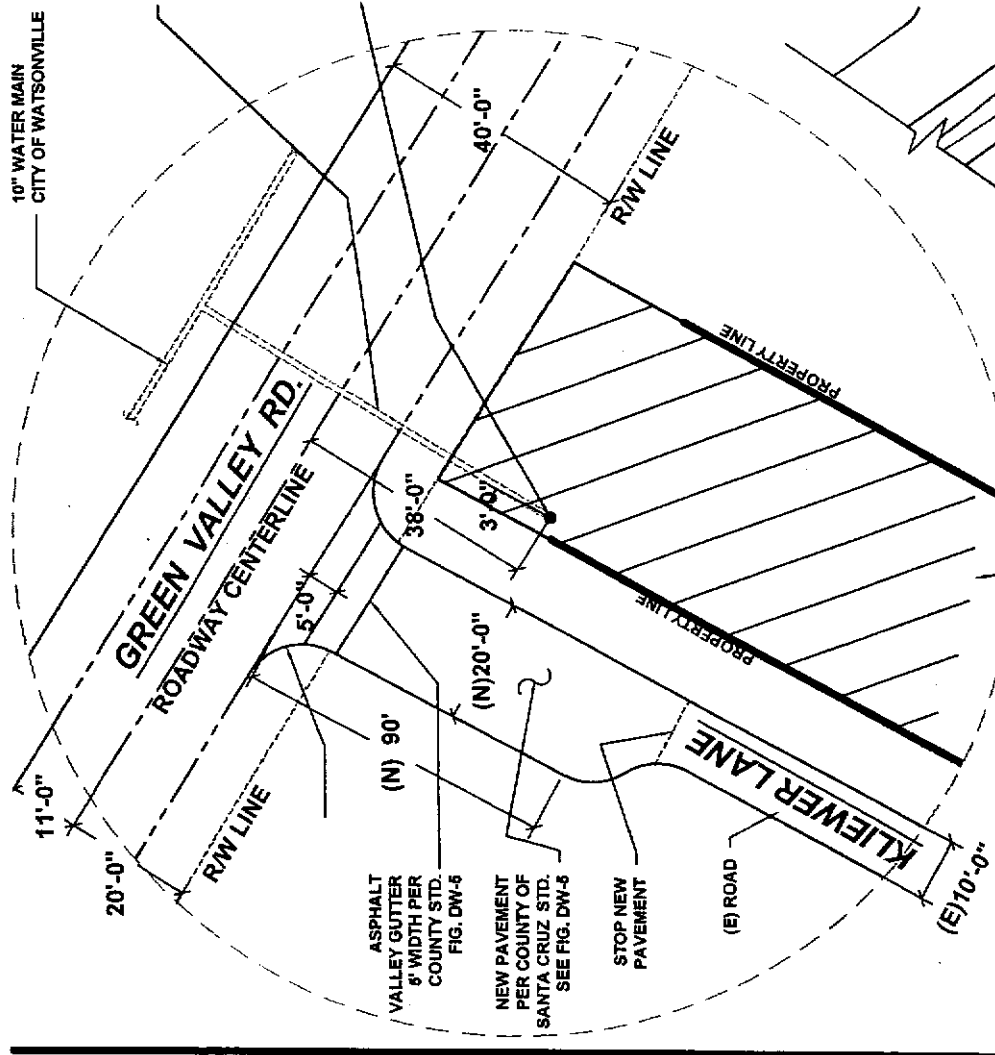 10" WATER MAIN
CITY OF WATSONVILLE
11'-0"
20'-0"
GREEN VALLEY RD.
ROADWAY CENTERLINE
R/W LINE
40'-0"
R/W LINE
5'-0"
38'-0"
3'-0"
(N) 90'
(N)20'-0"
PROPERTY LINE
PROPERTY LINE
ASPHALT
VALLEY GUTTER
5' WIDTH PER
COUNTY STD.
FIG. DW-5
NEW PAVEMENT
PER COUNTY OF
SANTA CRUZ STD.
SEE FIG. DW-5
STOP NEW
PAVEMENT
(E) ROAD
KLIEWER LANE
(E)10'-0"